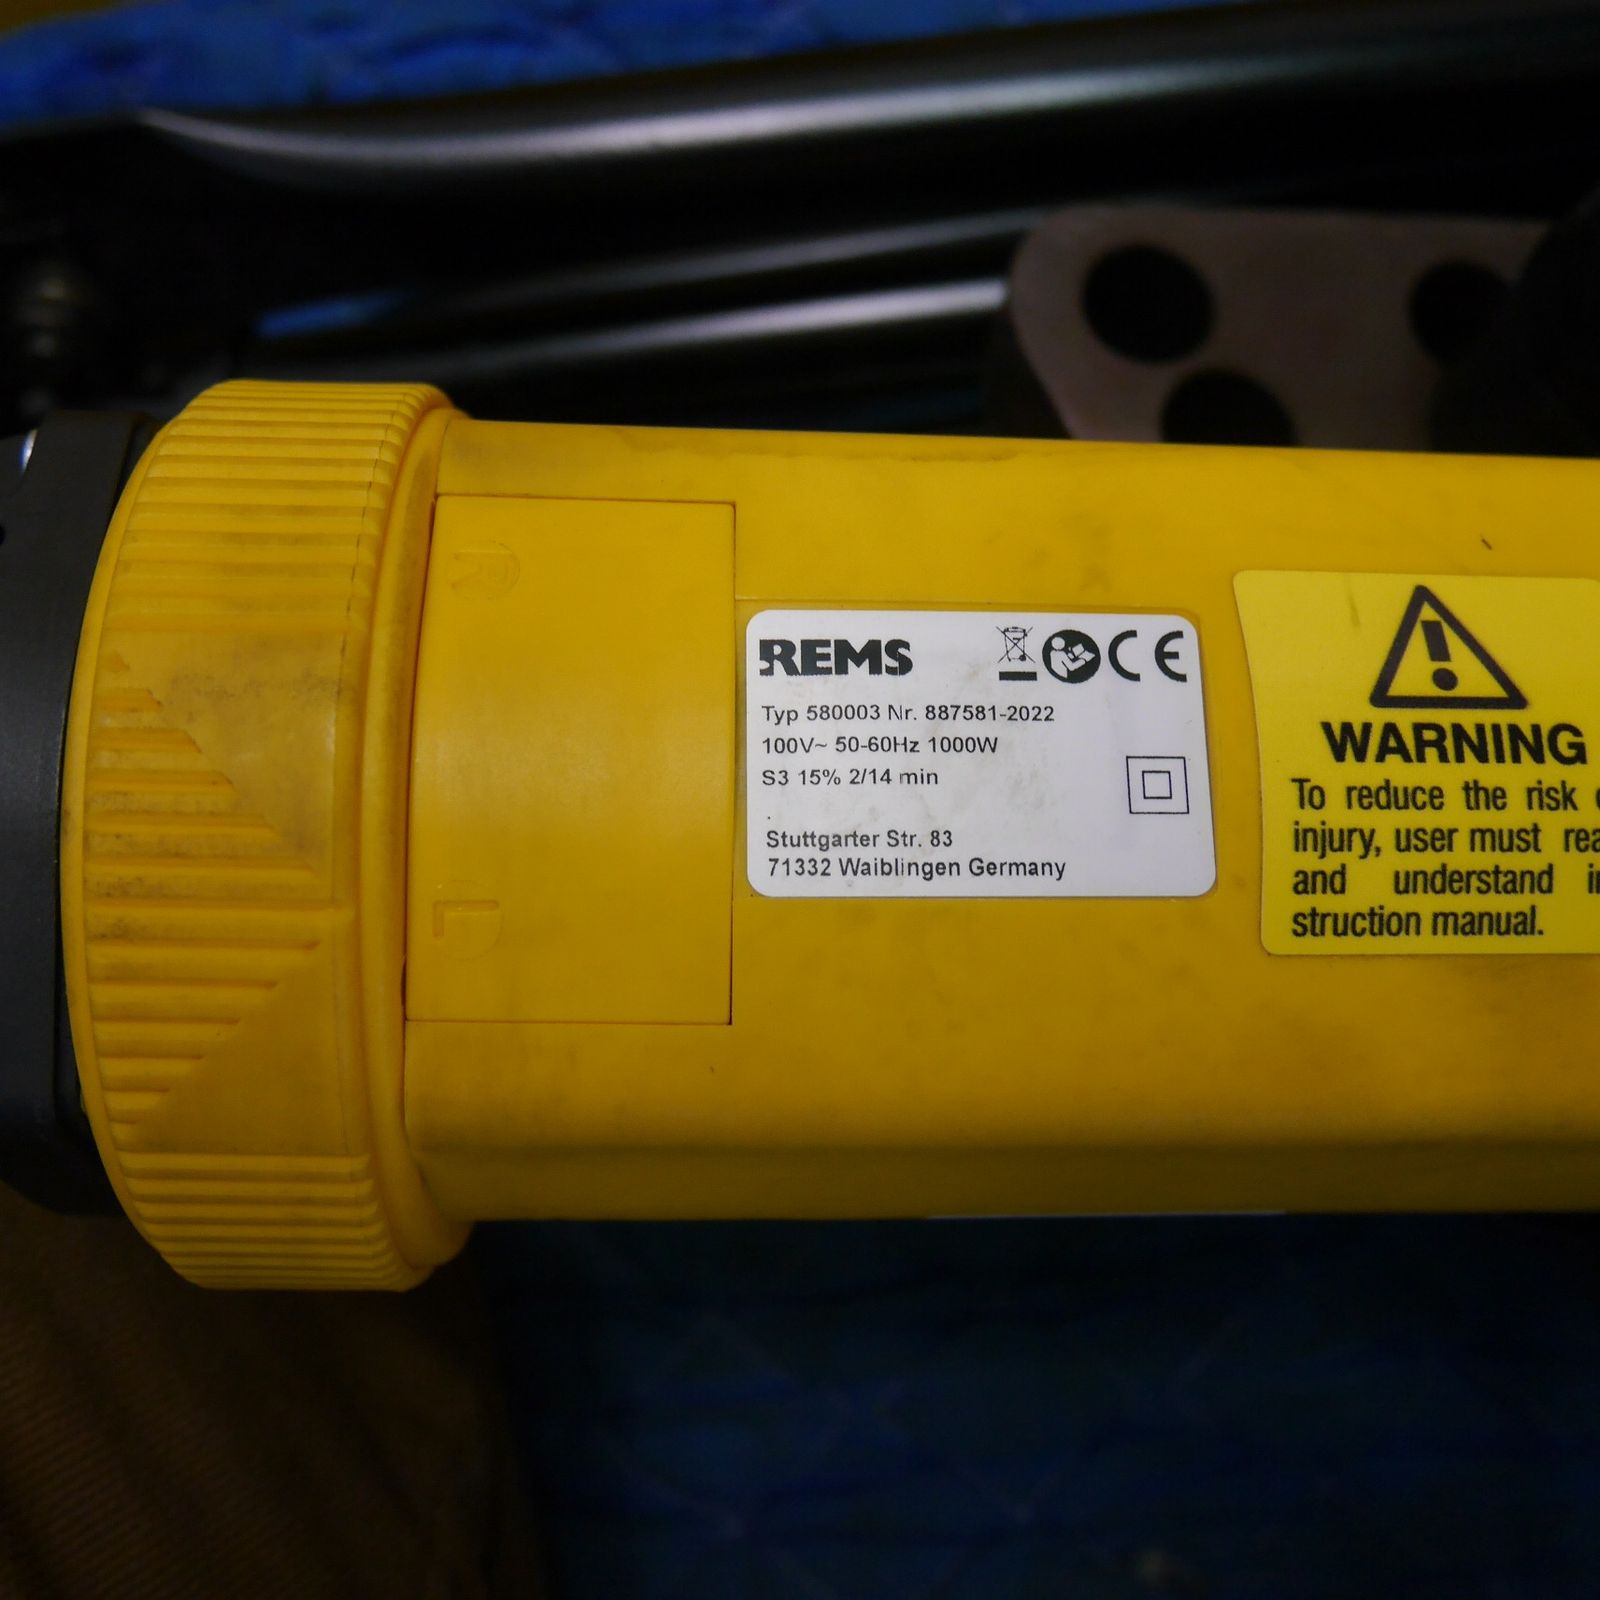 R
REMS
CE
Typ 580003 Nr. 887581-2022
100V~ 50-60Hz 1000W
S3 15% 2/14 min
Stuttgarter Str. 83
71332 Waiblingen Germany
L
WARNING
To reduce the risk
injury, user must
and understand
struction manual.